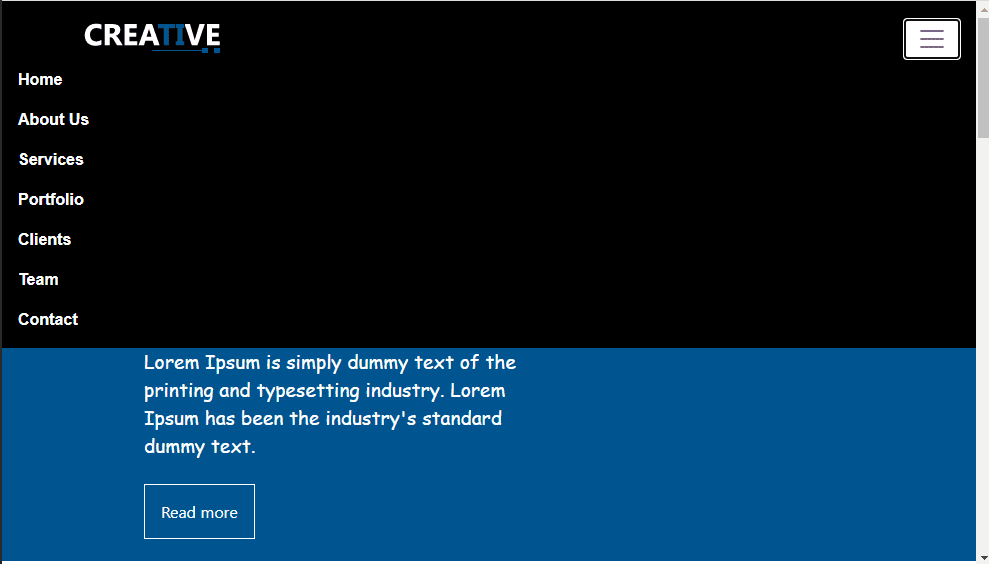 CREATIVE
Home
About Us
Services
Portfolio
Clients
Team
Contact
Lorem Ipsum is simply dummy text of the
printing and typesetting industry. Lorem
Ipsum has been the industry's standard
dummy text.
Read more